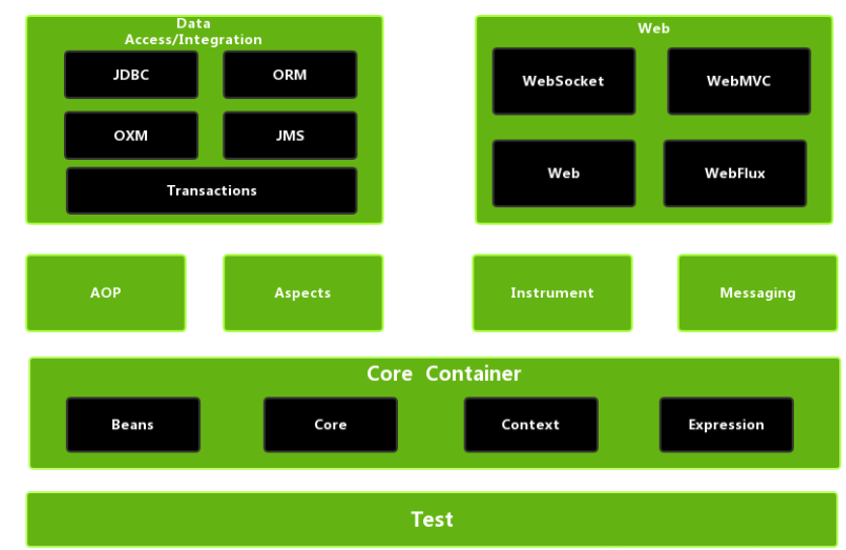 Data
Access/Integration
JDBC
ORM
OXM
JMS
Transactions
Web
WebSocket
WebMVC
Web
WebFlux
AOP
Aspects
Instrument
Messaging
Core Container
Beans
Core
Context
Expression
Test